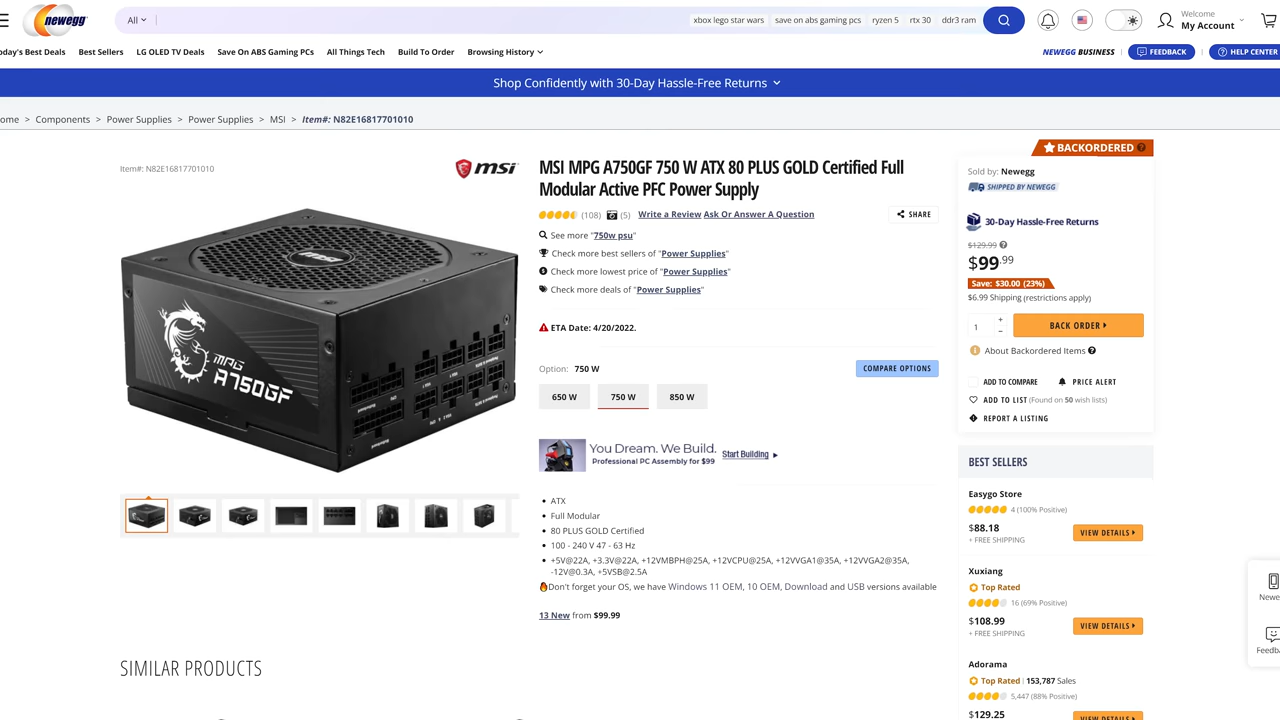 newegg
All
xbox lego star wars
save on abs gaming pcs
ryzen 5
rtx 30
ddr3 ram
Welcome
My Account
oday's Best Deals
Best Sellers
LG OLED TV Deals
Save On ABS Gaming PCs
All Things Tech
Build To Order
Browsing History
NEWEGG BUSINESS
FEEDBACK
HELP CENTER
Shop Confidently with 30-Day Hassle-Free Returns
ome > Components > Power Supplies > Power Supplies > MSI > Item#: N82E16817701010
Item#: N82E16817701010
msi
MPG
A750GF
MSI MPG A750GF 750 W ATX 80 PLUS GOLD Certified Full
Modular Active PFC Power Supply
(108) (5) Write a Review Ask Or Answer A Question
SHARE
See more "750w psu"
Check more best sellers of "Power Supplies"
Check more lowest price of "Power Supplies"
Check more deals of "Power Supplies"
ETA Date: 4/20/2022.
Option: 750 W
COMPARE OPTIONS
650 W
750 W
850 W
You Dream. We Build.
Professional PC Assembly for $99
Start Building
ATX
Full Modular
80 PLUS GOLD Certified
100 - 240 V 47 - 63 Hz
+5V@22A, +3.3V@22A, +12VMBPH@25A, +12VCPU@25A, +12VVGA1@35A, +12VVGA2@35A,
-12V@0.3A, +5VSB@2.5A
Don't forget your OS, we have Windows 11 OEM, 10 OEM, Download and USB versions available
13 New from $99.99
SIMILAR PRODUCTS
BACKORDERED ?
Sold by: Newegg
SHIPPED BY NEWEGG
30-Day Hassle-Free Returns
$129.99 ?
$99.99
Save: $30.00 (23%)
$6.99 Shipping (restrictions apply)
1
+
−
BACK ORDER
About Backordered Items ?
ADD TO COMPARE
PRICE ALERT
ADD TO LIST (Found on 50 wish lists)
REPORT A LISTING
BEST SELLERS
Easygo Store
4 (100% Positive)
$88.18
+ FREE SHIPPING
VIEW DETAILS
Xuxiang
Top Rated
16 (69% Positive)
$108.99
+ FREE SHIPPING
VIEW DETAILS
Adorama
Top Rated | 153,787 Sales
5,447 (88% Positive)
$129.25
VIEW DETAILS
Newe
Feedba